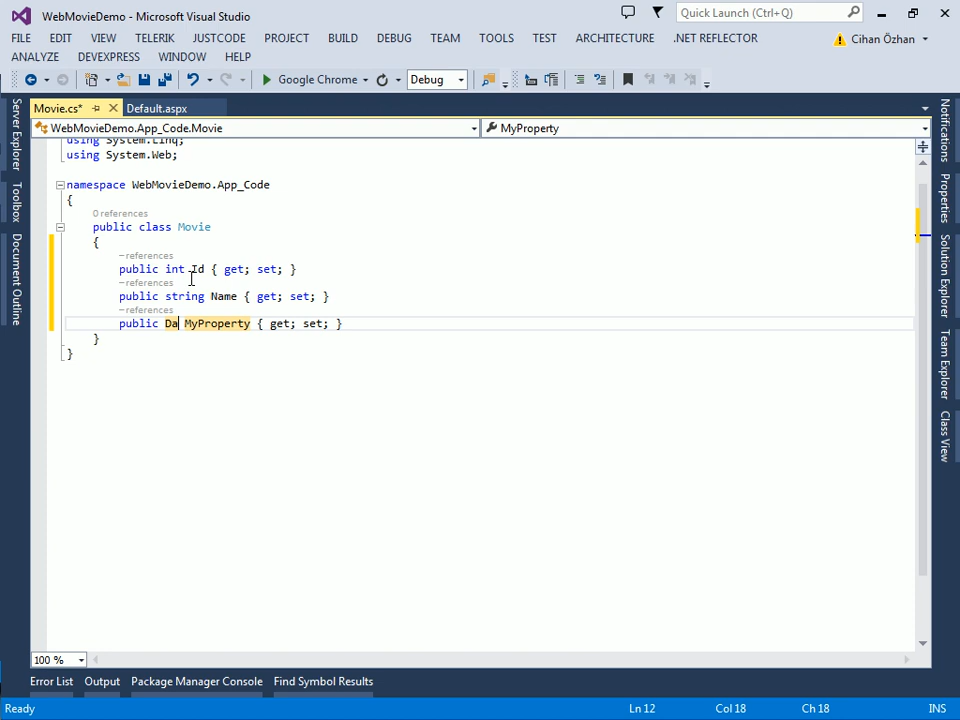 WebMovieDemo - Microsoft Visual Studio
Quick Launch (Ctrl+Q)
FILE EDIT VIEW TELERIK JUSTCODE PROJECT BUILD DEBUG TEAM TOOLS TEST ARCHITECTURE .NET REFLECTOR
Cihan Özhan
ANALYZE DEVEXPRESS WINDOW HELP
Google Chrome Debug
Movie.cs* Default.aspx
WebMovieDemo.App_Code.Movie MyProperty
using System.Linq;
using System.Web;
namespace WebMovieDemo.App_Code
{
0 references
public class Movie
{
–references
public int Id { get; set; }
–references
public string Name { get; set; }
–references
public Da MyProperty { get; set; }
}
}
Server Explorer
Toolbox
Document Outline
Notifications
Properties
Solution Explorer
Team Explorer
Class View
100 %
Error List Output Package Manager Console Find Symbol Results
Ready Ln 12 Col 18 Ch 18 INS